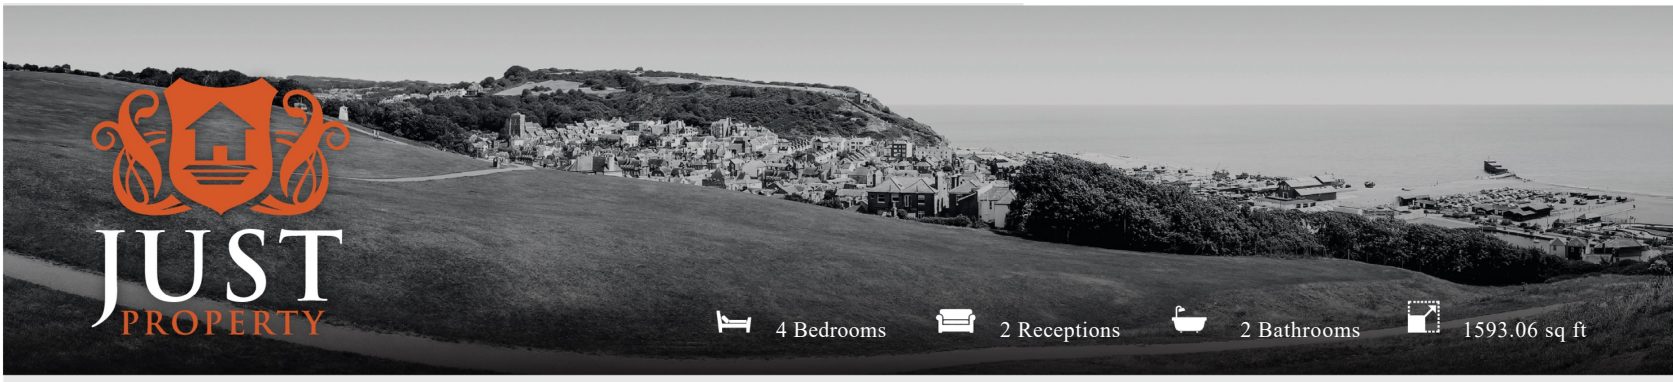 JUST
PROPERTY
4 Bedrooms
2 Receptions
2 Bathrooms
1593.06 sq ft